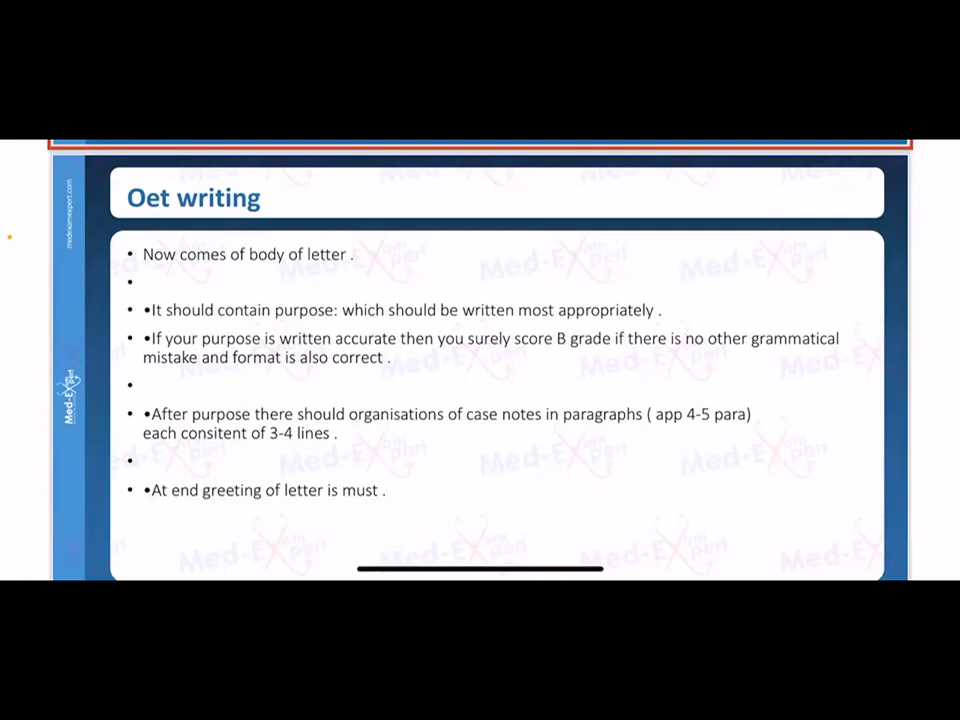 medexamexpert.com
Oet writing
• Now comes of body of letter .
•
• •It should contain purpose: which should be written most appropriately .
• •If your purpose is written accurate then you surely score B grade if there is no other grammatical
mistake and format is also correct .
•
• •After purpose there should organisations of case notes in paragraphs ( app 4-5 para)
each consitent of 3-4 lines .
•
• •At end greeting of letter is must .
Med-Exam Expert